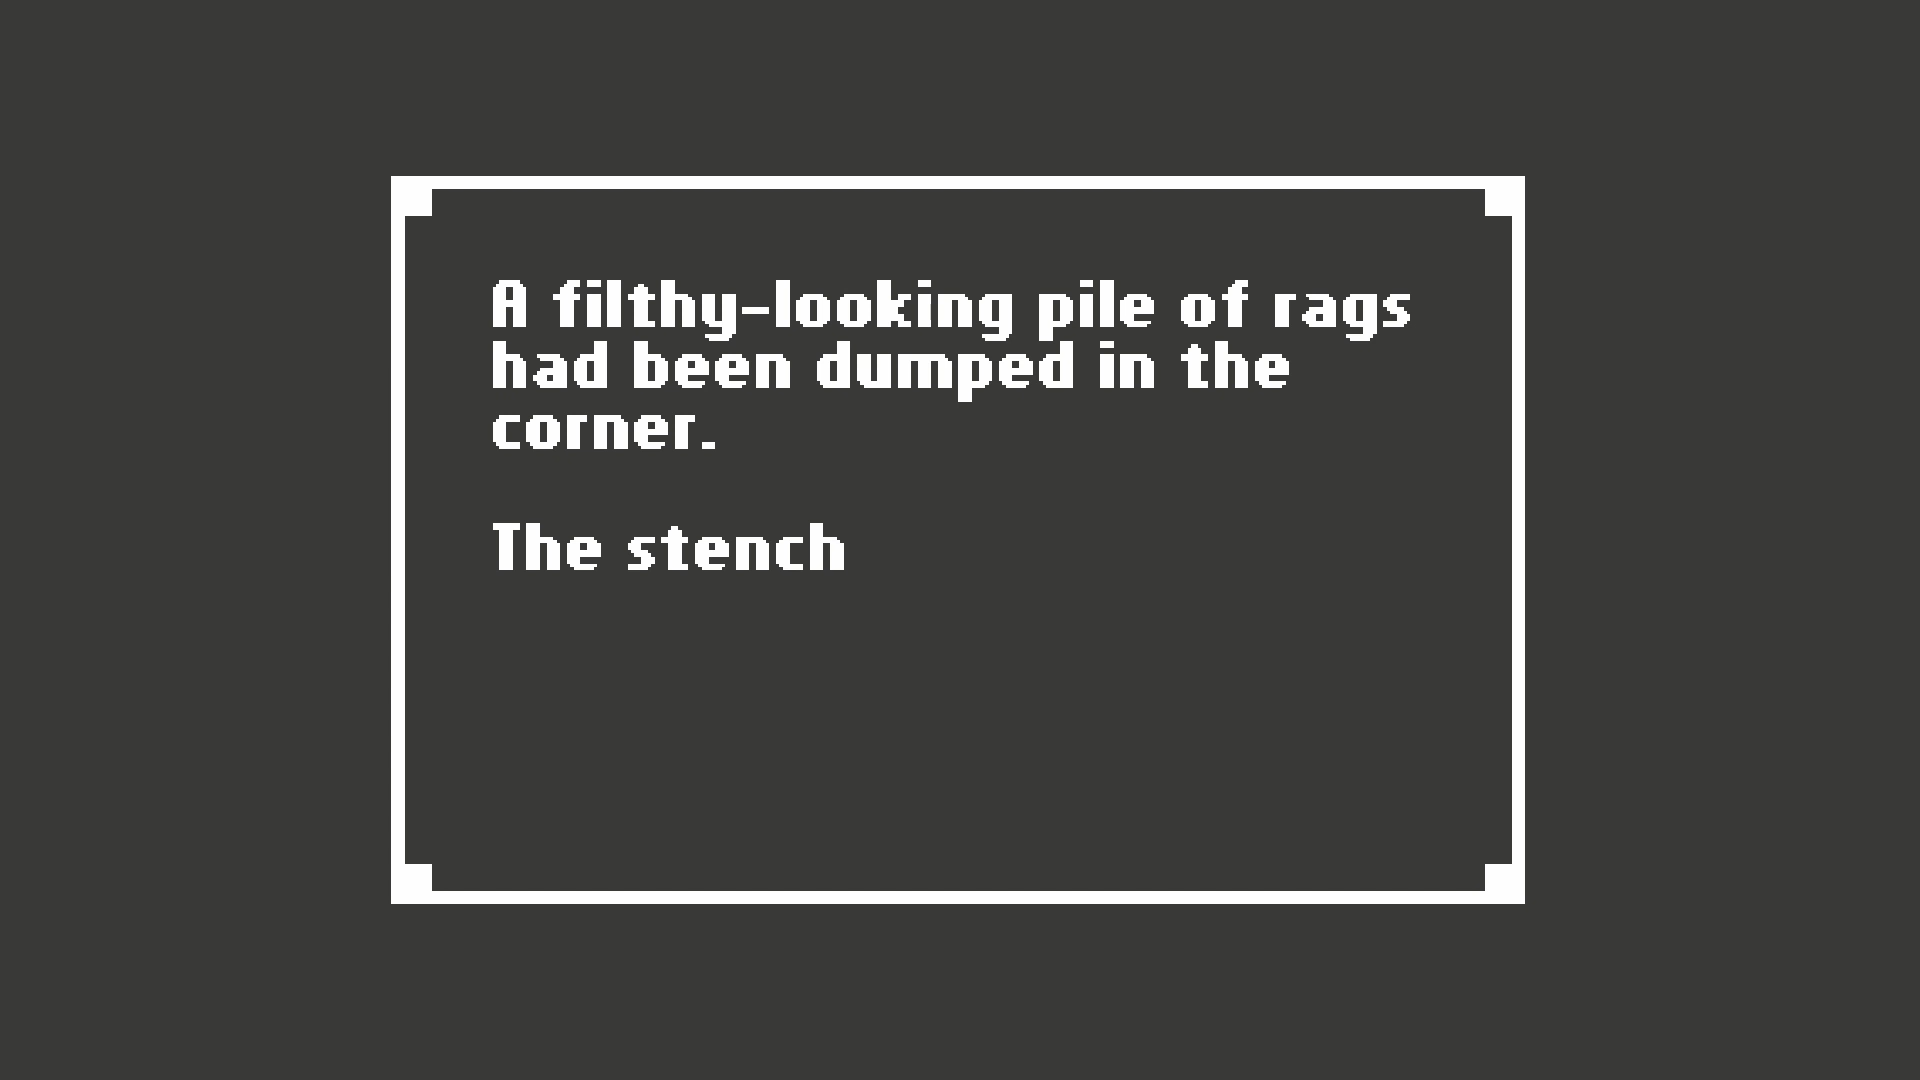 A filthy-looking pile of rags
had been dumped in the
corner.
The stench